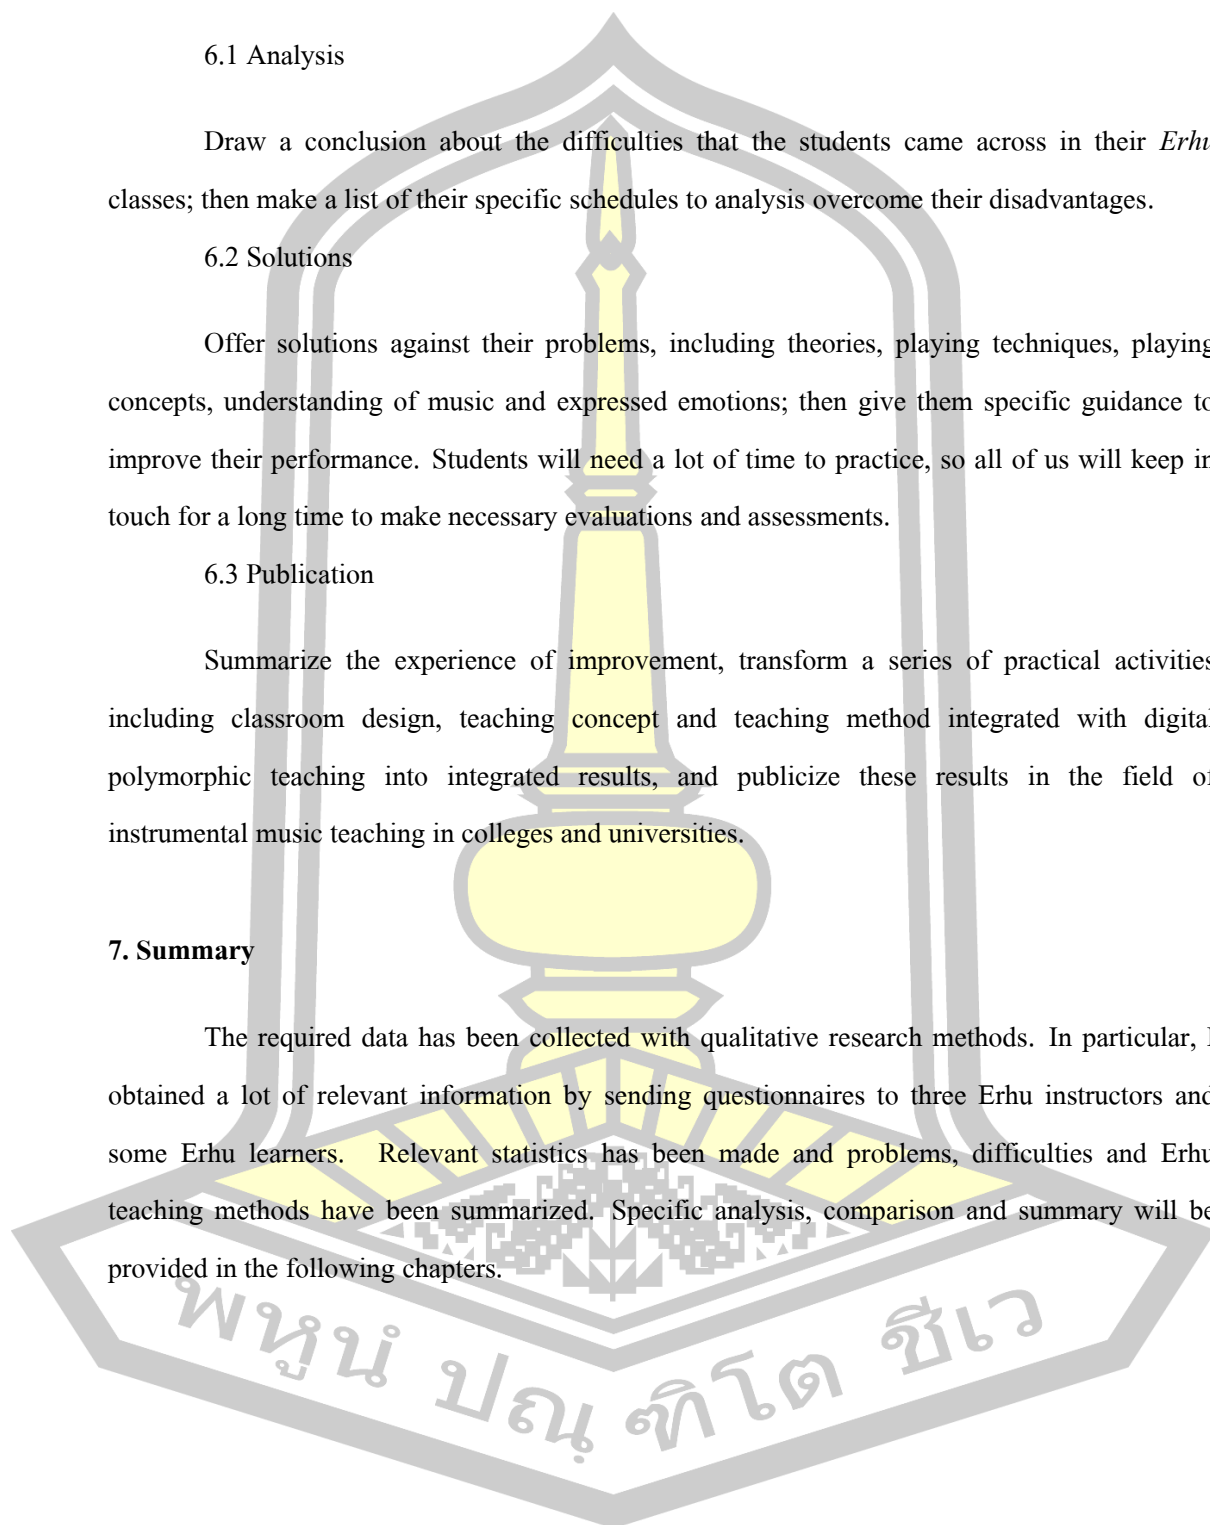 6.1 Analysis
Draw a conclusion about the difficulties that the students came across in their Erhu
classes; then make a list of their specific schedules to analysis overcome their disadvantages.
6.2 Solutions
Offer solutions against their problems, including theories, playing techniques, playing
concepts, understanding of music and expressed emotions; then give them specific guidance to
improve their performance. Students will need a lot of time to practice, so all of us will keep in
touch for a long time to make necessary evaluations and assessments.
6.3 Publication
Summarize the experience of improvement, transform a series of practical activities
including classroom design, teaching concept and teaching method integrated with digital
polymorphic teaching into integrated results, and publicize these results in the field of
instrumental music teaching in colleges and universities.
7. Summary
The required data has been collected with qualitative research methods. In particular, I
obtained a lot of relevant information by sending questionnaires to three Erhu instructors and
some Erhu learners. Relevant statistics has been made and problems, difficulties and Erhu
teaching methods have been summarized. Specific analysis, comparison and summary will be
provided in the following chapters.
พหูนํ ปณฺฑิโต ชีเว